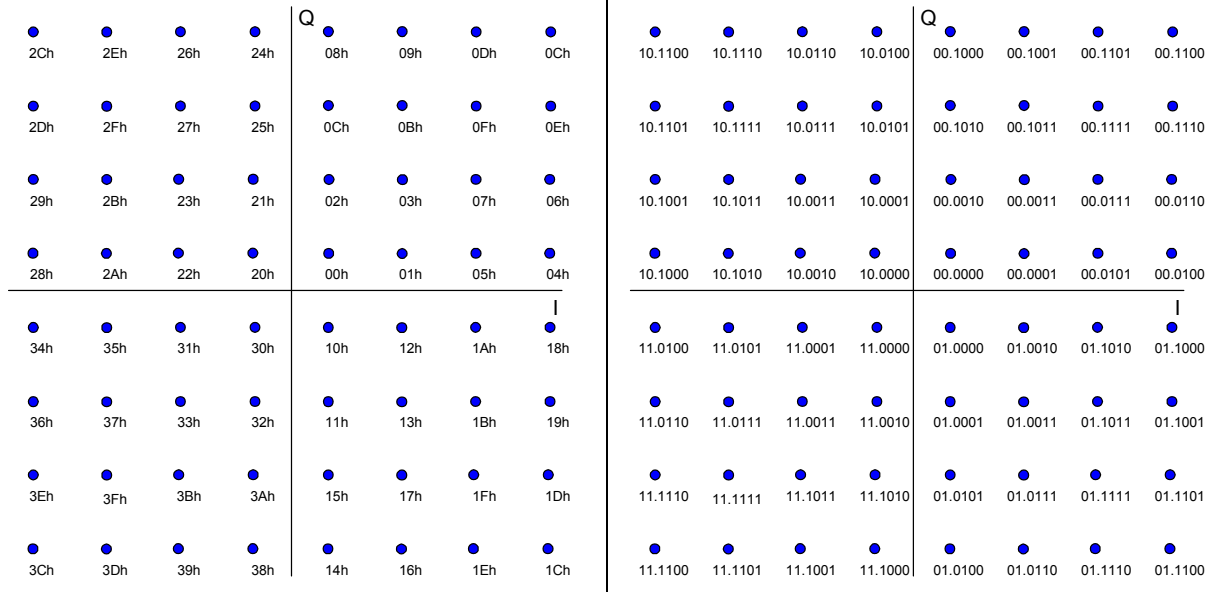 Q
2Ch 2Eh 26h 24h 08h 09h 0Dh 0Ch
2Dh 2Fh 27h 25h 0Ch 0Bh 0Fh 0Eh
29h 2Bh 23h 21h 02h 03h 07h 06h
28h 2Ah 22h 20h 00h 01h 05h 04h
I
34h 35h 31h 30h 10h 12h 1Ah 18h
36h 37h 33h 32h 11h 13h 1Bh 19h
3Eh 3Fh 3Bh 3Ah 15h 17h 1Fh 1Dh
3Ch 3Dh 39h 38h 14h 16h 1Eh 1Ch
Q
10.1100 10.1110 10.0110 10.0100 00.1000 00.1001 00.1101 00.1100
10.1101 10.1111 10.0111 10.0101 00.1010 00.1011 00.1111 00.1110
10.1001 10.1011 10.0011 10.0001 00.0010 00.0011 00.0111 00.0110
10.1000 10.1010 10.0010 10.0000 00.0000 00.0001 00.0101 00.0100
I
11.0100 11.0101 11.0001 11.0000 01.0000 01.0010 01.1010 01.1000
11.0110 11.0111 11.0011 11.0010 01.0001 01.0011 01.1011 01.1001
11.1110 11.1111 11.1011 11.1010 01.0101 01.0111 01.1111 01.1101
11.1100 11.1101 11.1001 11.1000 01.0100 01.0110 01.1110 01.1100